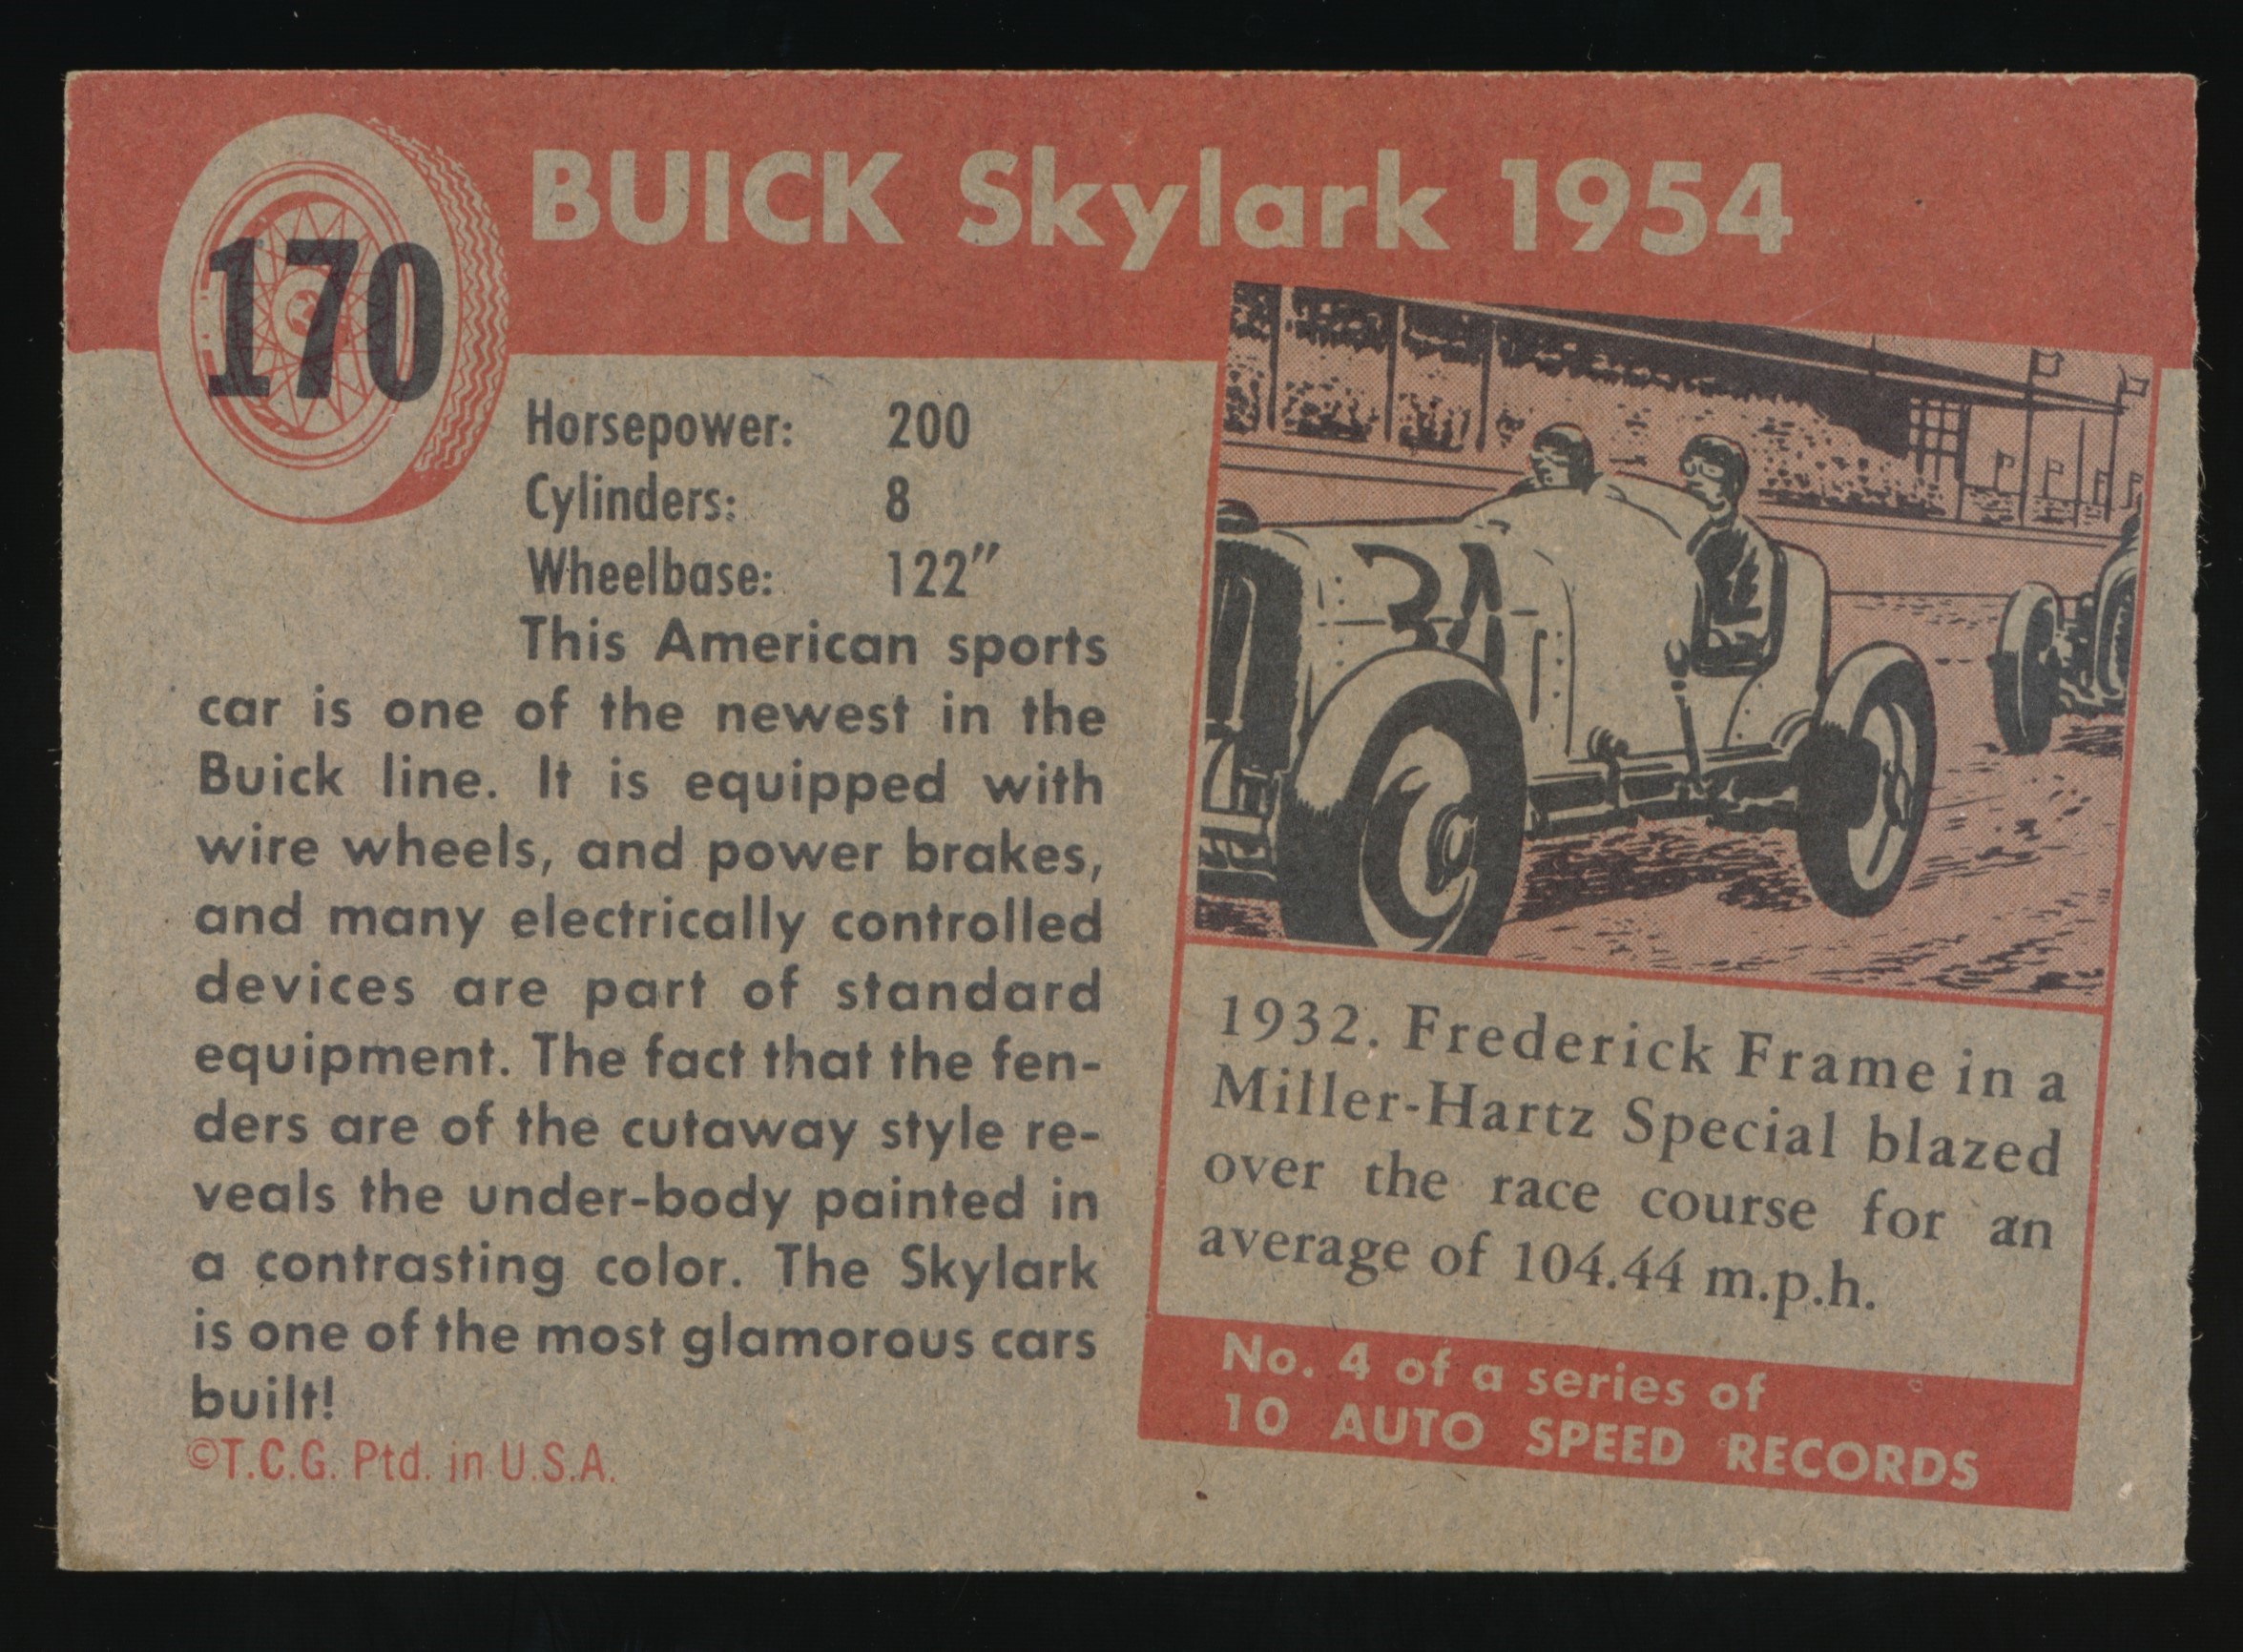 170
BUICK Skylark 1954
Horsepower: 200
Cylinders: 8
Wheelbase: 122"
This American sports
car is one of the newest in the
Buick line. It is equipped with
wire wheels, and power brakes,
and many electrically controlled
devices are part of standard
equipment. The fact that the fen-
ders are of the cutaway style re-
veals the under-body painted in
a contrasting color. The Skylark
is one of the most glamorous cars
built!
©T.C.G. Ptd. in U.S.A.
34
1932. Frederick Frame in a
Miller-Hartz Special blazed
over the race course for an
average of 104.44 m.p.h.
No. 4 of a series of
10 AUTO SPEED RECORDS